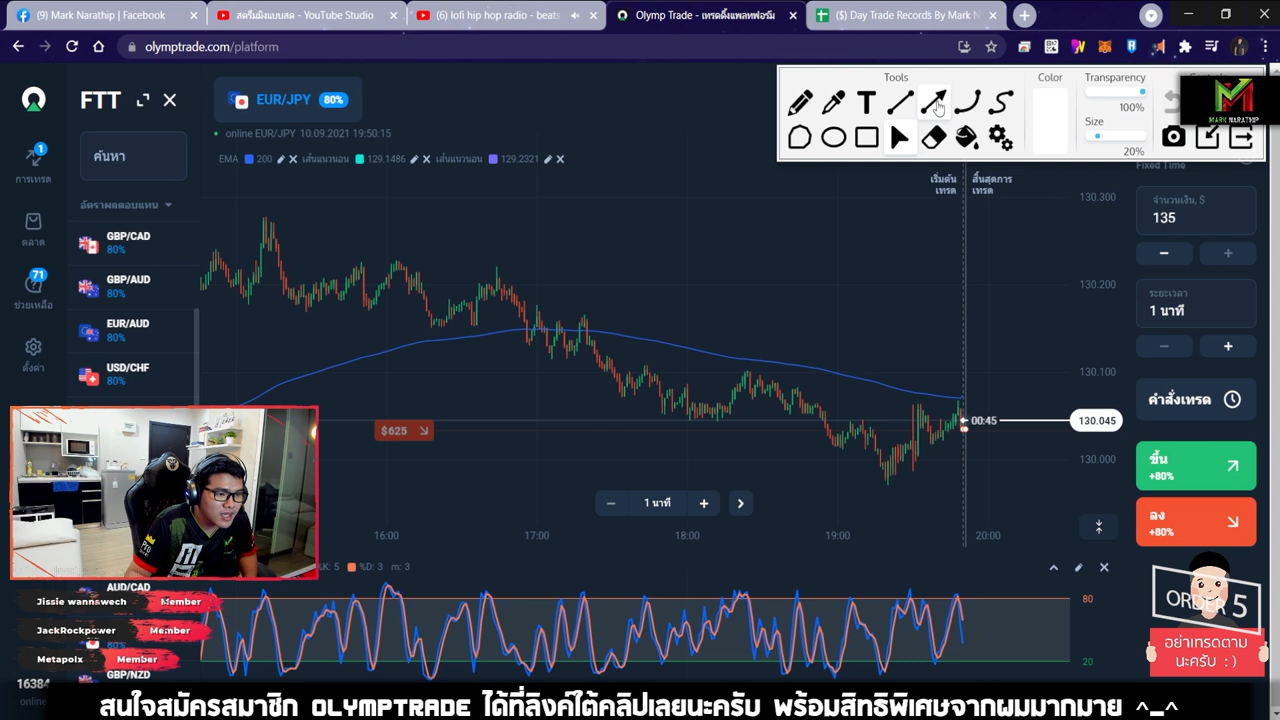 (9) Mark Narathip | Facebook
สตรีมมิงแบบสด - YouTube Studio
(6) lofi hip hop radio - beats
Olymp Trade - เทรดดิ้งแพลทฟอร์ม
($) Day Trade Records By Mark N
olymptrade.com/platform
Tools
Color
Transparency
100%
Size
20%
MARK NARATHIP
FTT
EUR/JPY 80%
online EUR/JPY 10.09.2021 19:50:15
EMA 200 เส้นแนวนอน 129.1486 เส้นแนวนอน 129.2321
1
การเทรด
ตลาด
71
ช่วยเหลือ
ตั้งค่า
ค้นหา
อัตราผลตอบแทน
GBP/CAD
80%
GBP/AUD
80%
EUR/AUD
80%
USD/CHF
80%
AUD/CAD
GBP/NZD
เริ่มต้น
เทรด
สิ้นสุดการ
เทรด
130.300
130.200
130.100
130.000
130.045
00:45
$625
1 นาที
16:00
17:00
18:00
19:00
20:00
Fixed Time
จำนวนเงิน, $
135
ระยะเวลา
1 นาที
คำสั่งเทรด
ขึ้น
+80%
ลง
+80%
%K: 5 %D: 3 m: 3
80
20
Jissie wannawech Member
JackRockpower Member
Metapolx Member
16384
online
ORDER 5
อย่าเทรดตาม
นะครับ : )
สนใจสมัครสมาชิก OLYMPTRADE ได้ที่ลิงค์ใต้คลิปเลยนะครับ พร้อมสิทธิพิเศษจากผมมากมาย ^_^